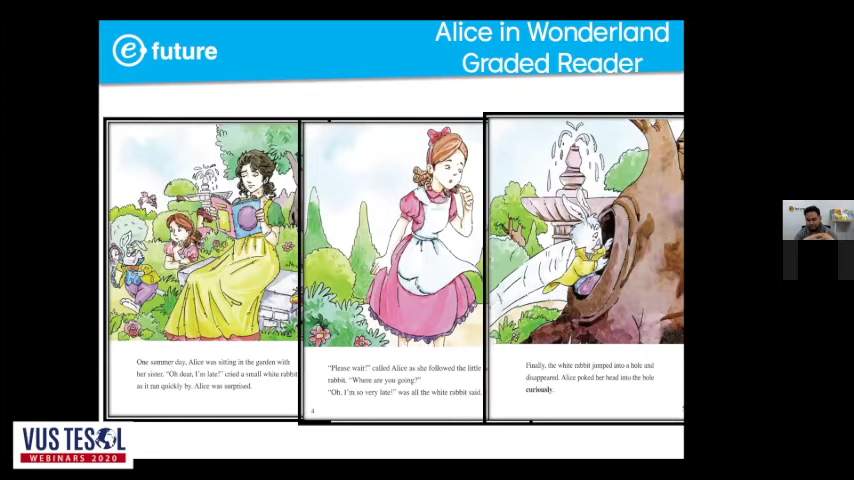 e future
Alice in Wonderland
Graded Reader
One summer day, Alice was sitting in the garden with
her sister. "Oh dear, I'm late!" cried a small white rabbit
as it ran quickly by. Alice was surprised.
"Please wait!" called Alice as she followed the little
rabbit. "Where are you going?"
"Oh, I'm so very late!" was all the white rabbit said.
4
Finally, the white rabbit jumped into a hole and
disappeared. Alice poked her head into the hole
curiously.
VUS TESOL
WEBINARS 2020